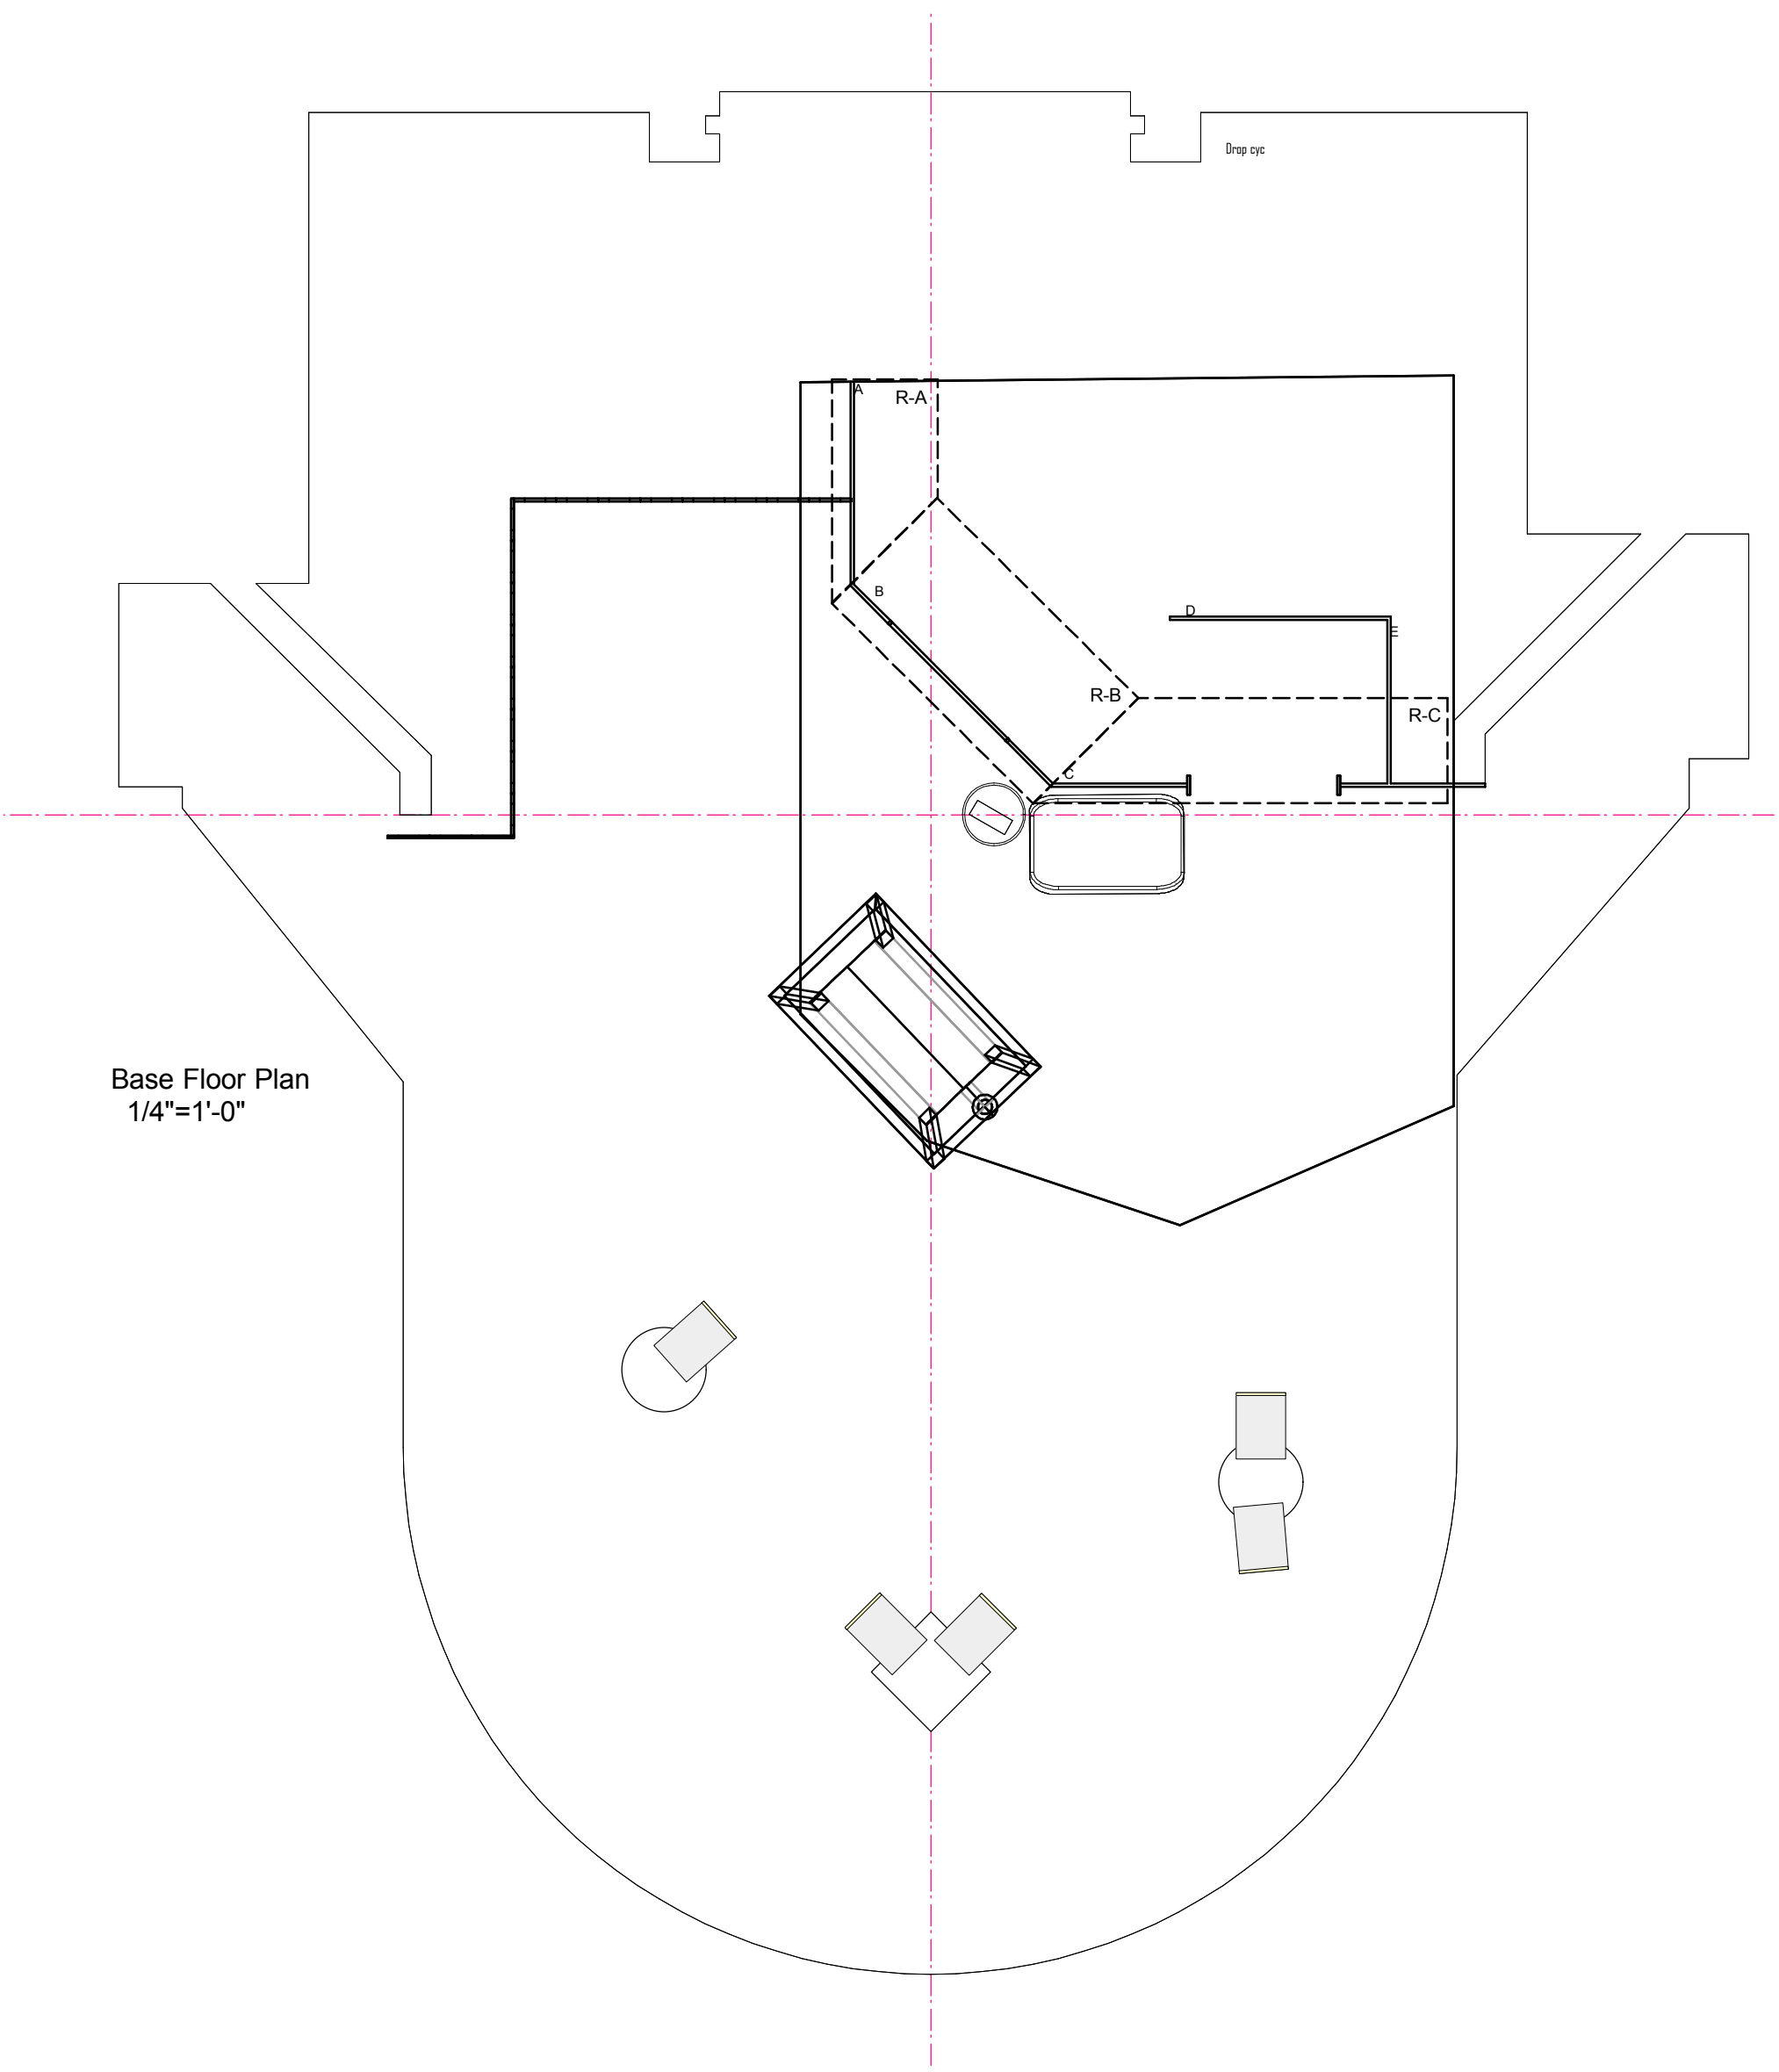 Drop cyc
A
R-A
B
D
E
R-B
R-C
C
Base Floor Plan
1/4"=1'-0"